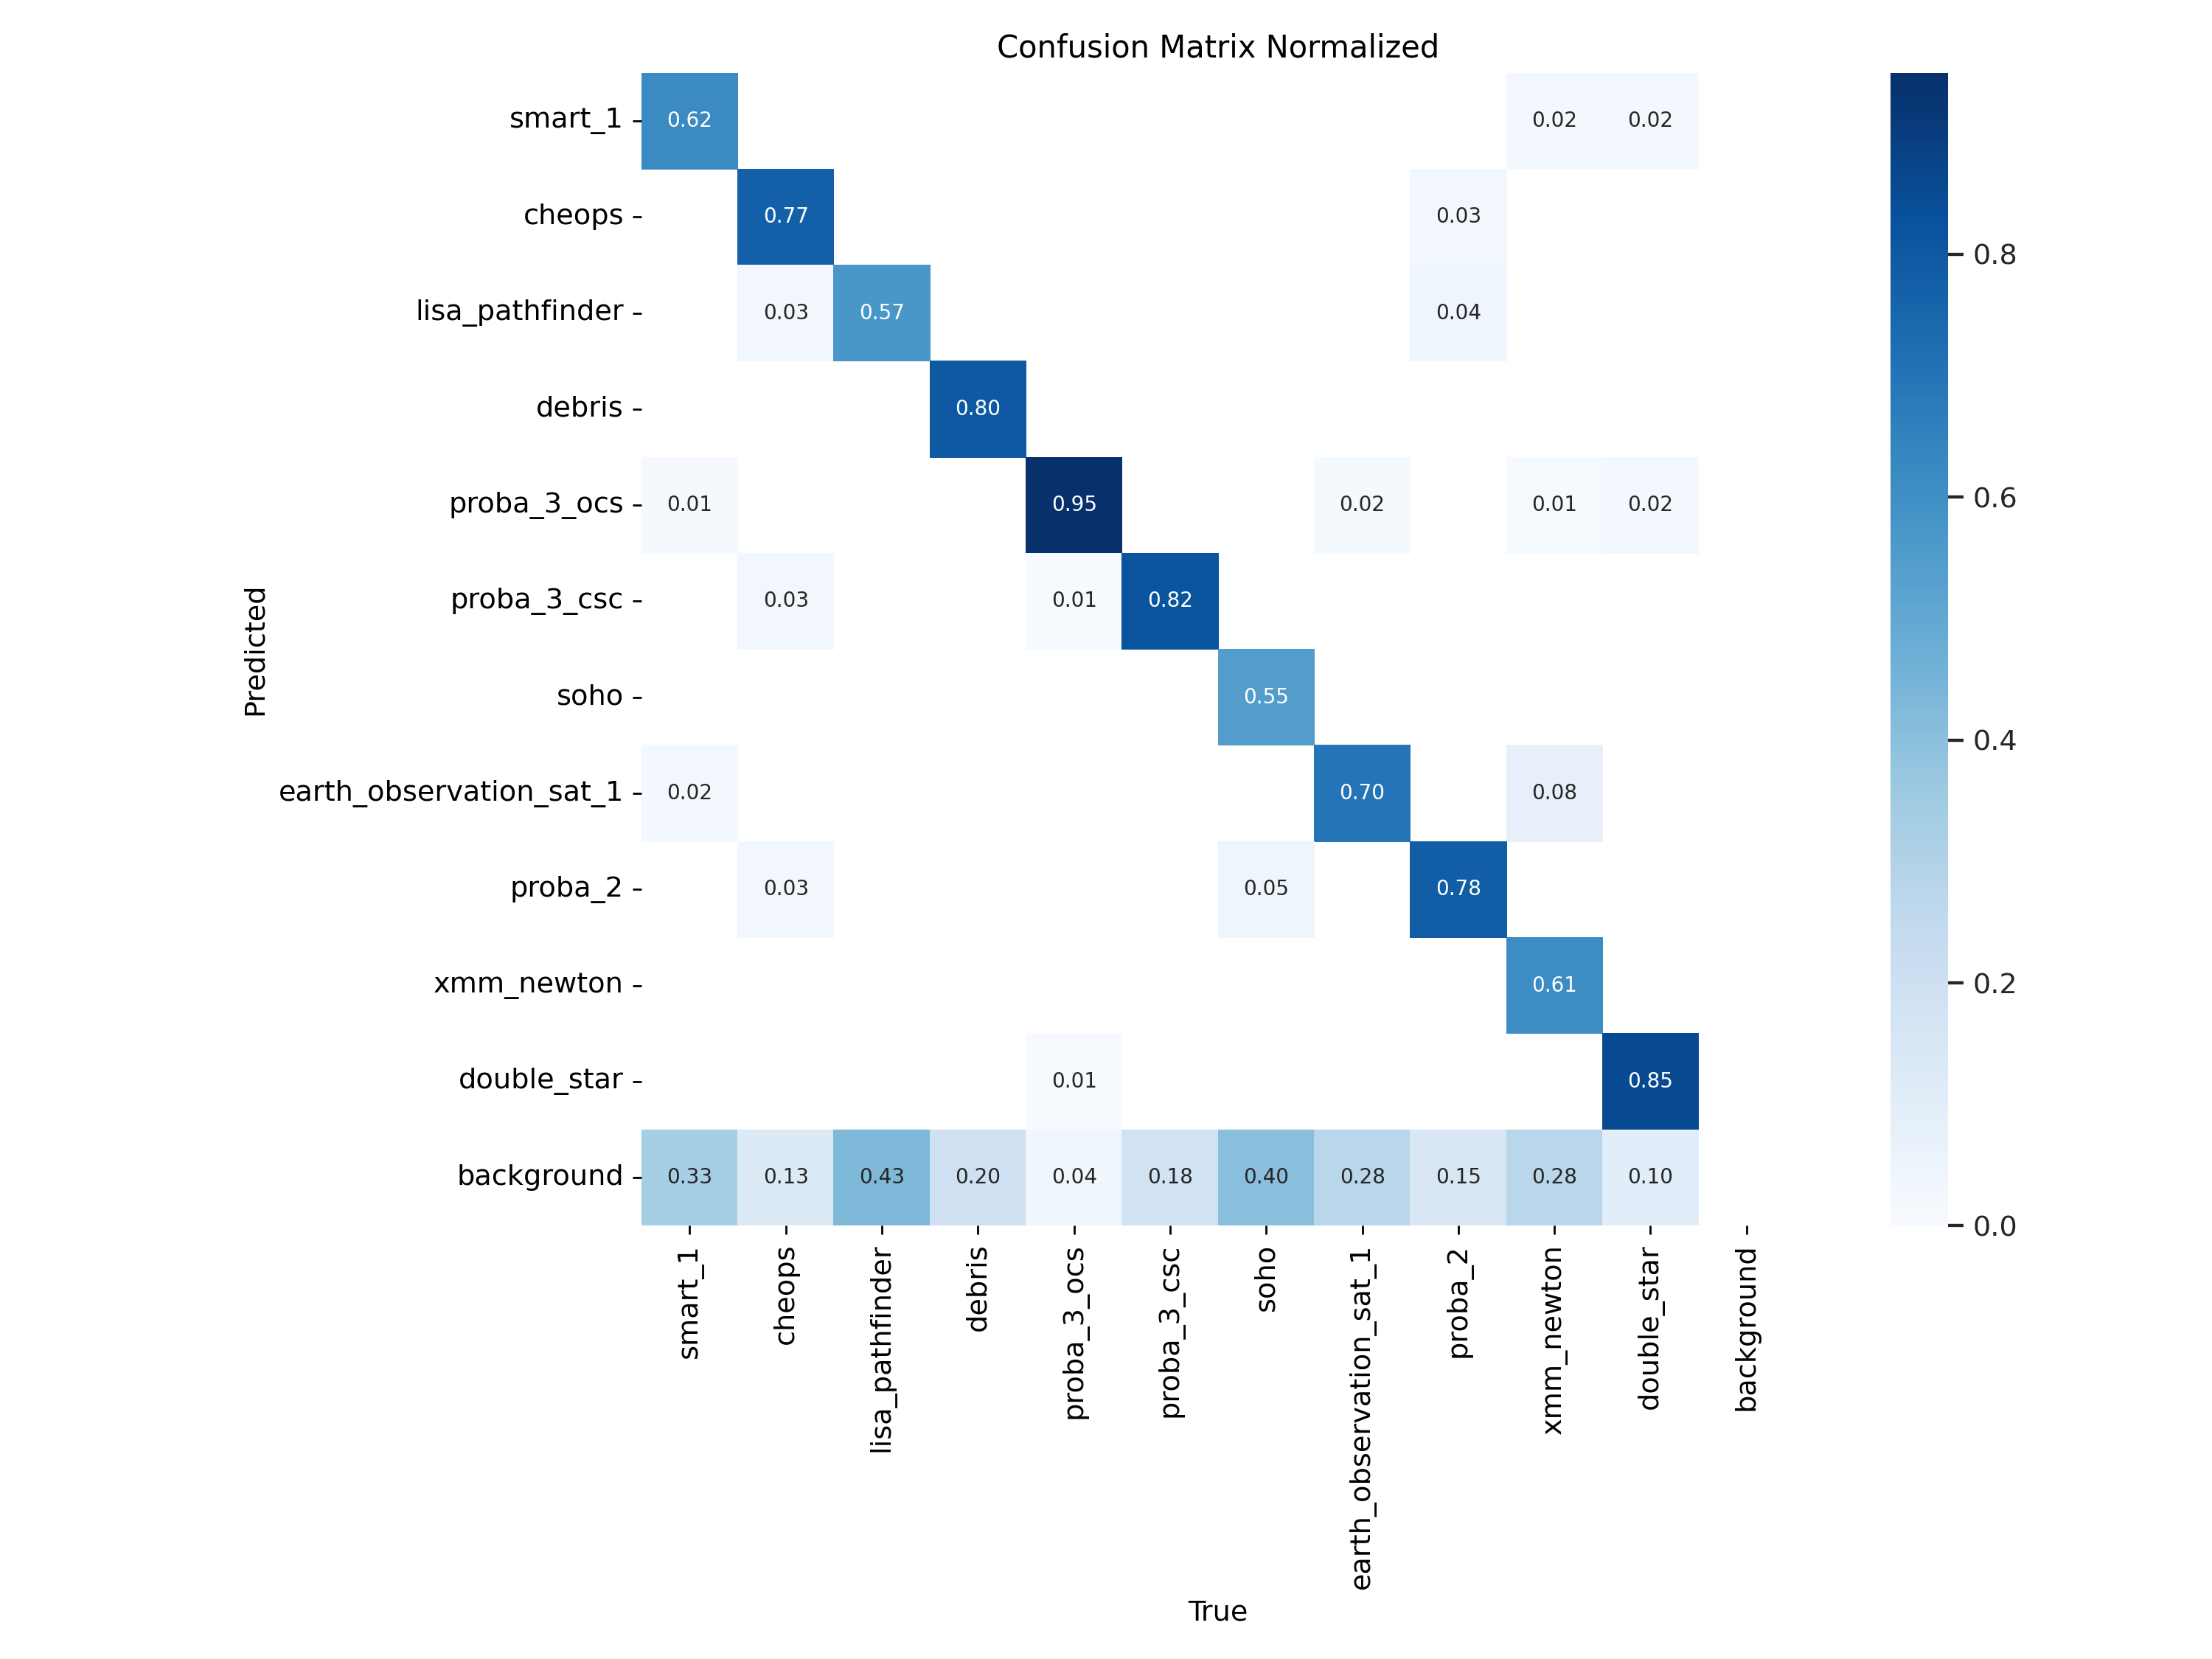 Confusion Matrix Normalized
smart_1 0.62 0.02 0.02
cheops 0.77 0.03
0.8
lisa_pathfinder 0.03 0.57 0.04
debris 0.80
proba_3_ocs 0.01 0.95 0.02 0.01 0.02
0.6
proba_3_csc 0.03 0.01 0.82
Predicted
soho 0.55
0.4
earth_observation_sat_1 0.02 0.70 0.08
proba_2 0.03 0.05 0.78
xmm_newton 0.61
0.2
double_star 0.01 0.85
background 0.33 0.13 0.43 0.20 0.04 0.18 0.40 0.28 0.15 0.28 0.10
0.0
smart_1
cheops
lisa_pathfinder
debris
proba_3_ocs
proba_3_csc
soho
earth_observation_sat_1
proba_2
xmm_newton
double_star
background
True